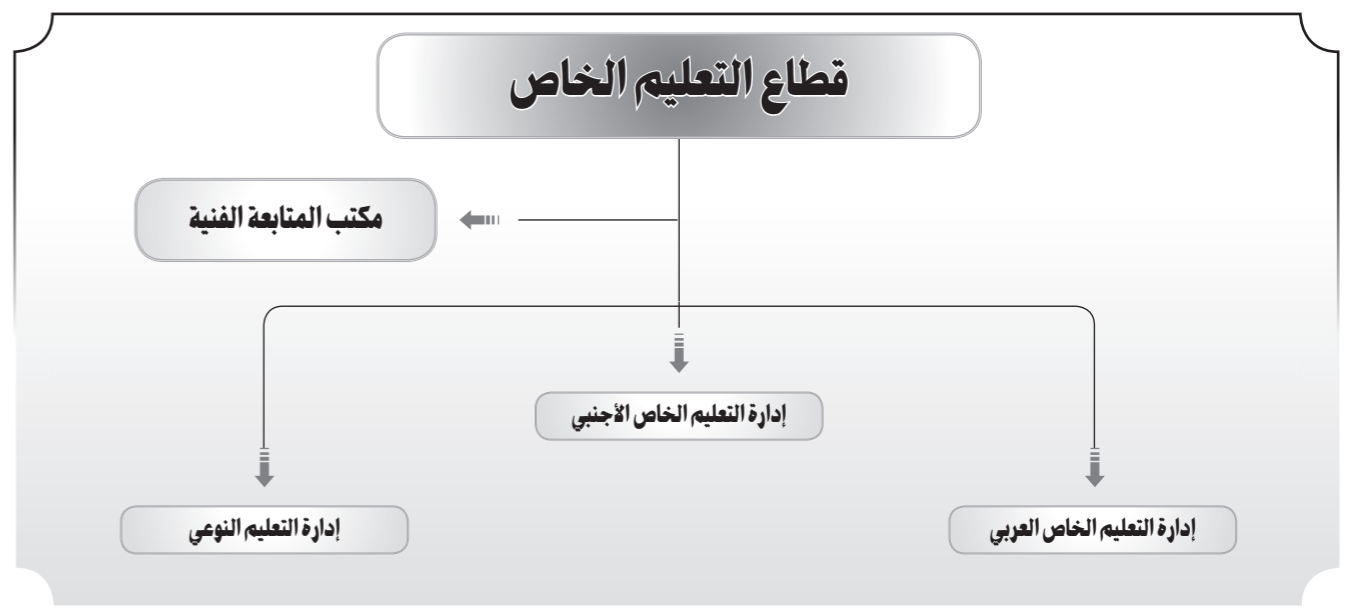 قطاع التعليم الخاص
مكتب المتابعة الفنية
إدارة التعليم الخاص الأجنبي
إدارة التعليم الخاص العربي
إدارة التعليم النوعي